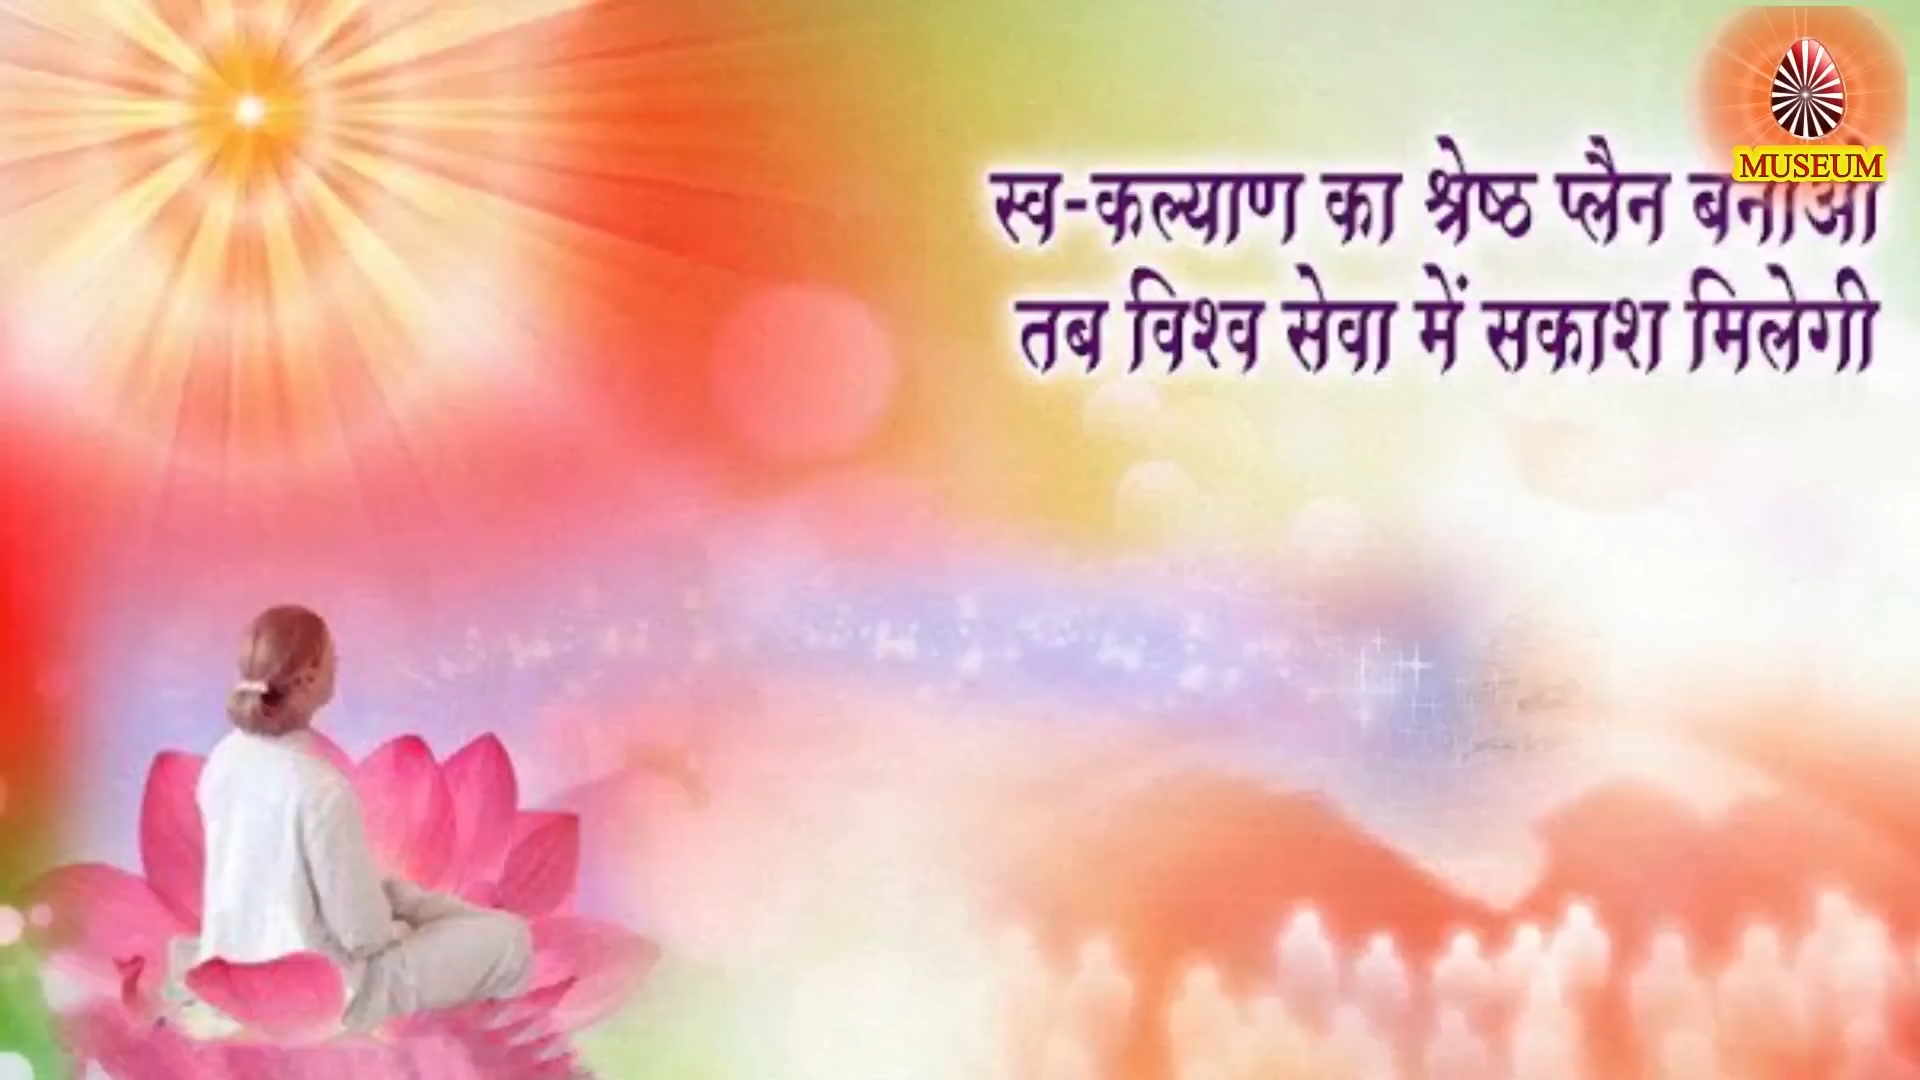 स्व-कल्याण का श्रेष्ठ प्लैन बनाओ
तब विश्व सेवा में सकाश मिलेगी
MUSEUM